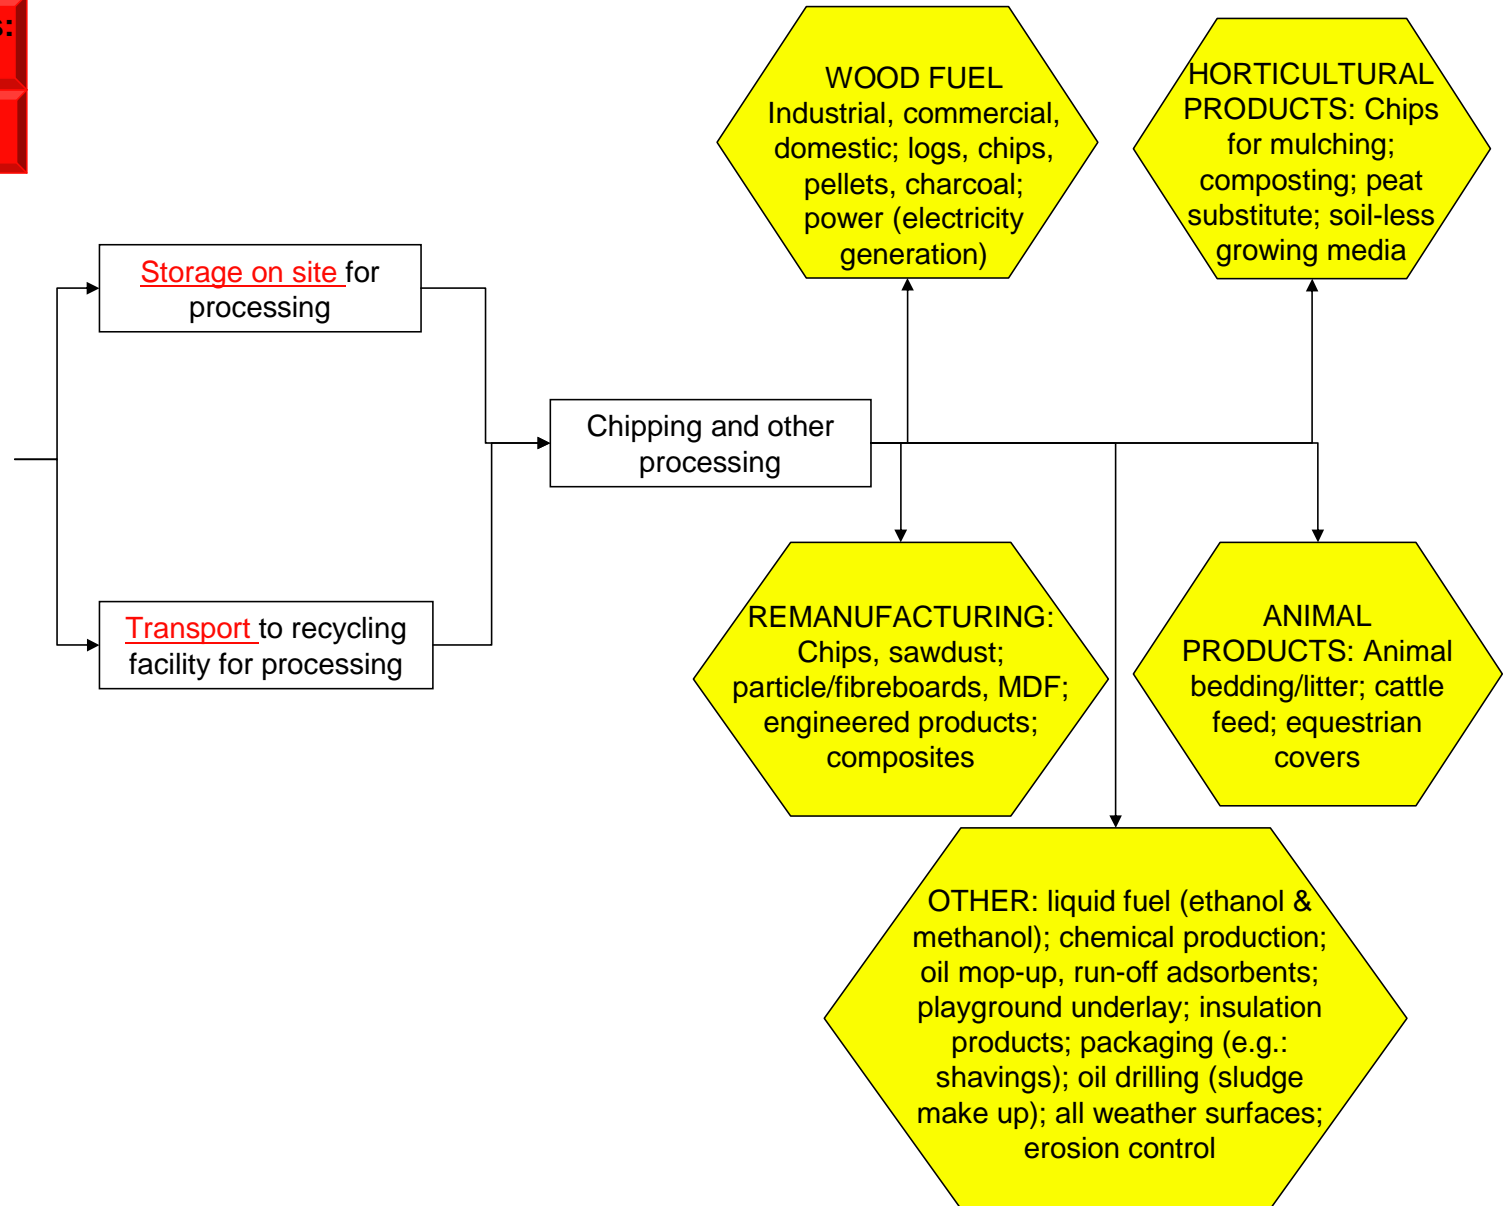 s:
WOOD FUEL
Industrial, commercial,
domestic; logs, chips,
pellets, charcoal;
power (electricity
generation)
HORTICULTURAL
PRODUCTS: Chips
for mulching;
composting; peat
substitute; soil-less
growing media
Storage on site for
processing
Chipping and other
processing
Transport to recycling
facility for processing
REMANUFACTURING:
Chips, sawdust;
particle/fibreboards, MDF;
engineered products;
composites
ANIMAL
PRODUCTS: Animal
bedding/litter; cattle
feed; equestrian
covers
OTHER: liquid fuel (ethanol &
methanol); chemical production;
oil mop-up, run-off adsorbents;
playground underlay; insulation
products; packaging (e.g.:
shavings); oil drilling (sludge
make up); all weather surfaces;
erosion control